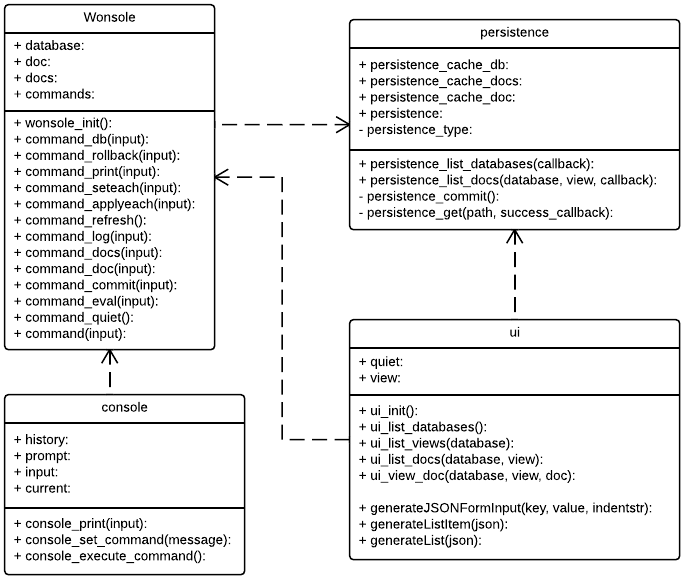 Wonsole
+ database:
+ doc:
+ docs:
+ commands:
+ wonsole_init():
+ command_db(input):
+ command_rollback(input):
+ command_print(input):
+ command_seteach(input):
+ command_applyeach(input):
+ command_refresh():
+ command_log(input):
+ command_docs(input):
+ command_doc(input):
+ command_commit(input):
+ command_eval(input):
+ command_quiet():
+ command(input):
persistence
+ persistence_cache_db:
+ persistence_cache_docs:
+ persistence_cache_doc:
+ persistence:
- persistence_type:
+ persistence_list_databases(callback):
+ persistence_list_docs(database, view, callback):
- persistence_commit():
- persistence_get(path, success_callback):
console
+ history:
+ prompt:
+ input:
+ current:
+ console_print(input):
+ console_set_command(message):
+ console_execute_command():
ui
+ quiet:
+ view:
+ ui_init():
+ ui_list_databases():
+ ui_list_views(database):
+ ui_list_docs(database, view):
+ ui_view_doc(database, view, doc):
+ generateJSONFormInput(key, value, indentstr):
+ generateListItem(json):
+ generateList(json):